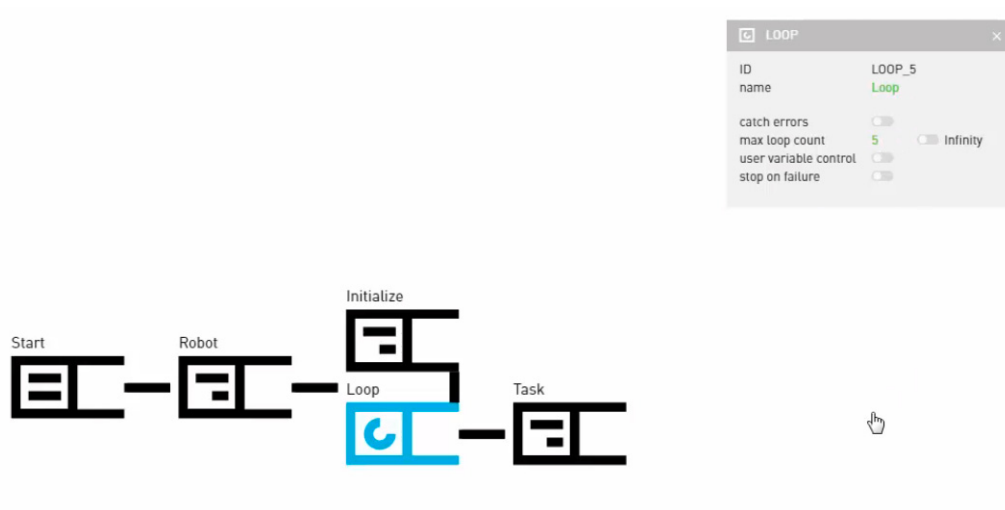 LOOP
ID LOOP_5
name Loop
catch errors
max loop count 5 Infinity
user variable control
stop on failure
Initialize
Start Robot
Loop Task